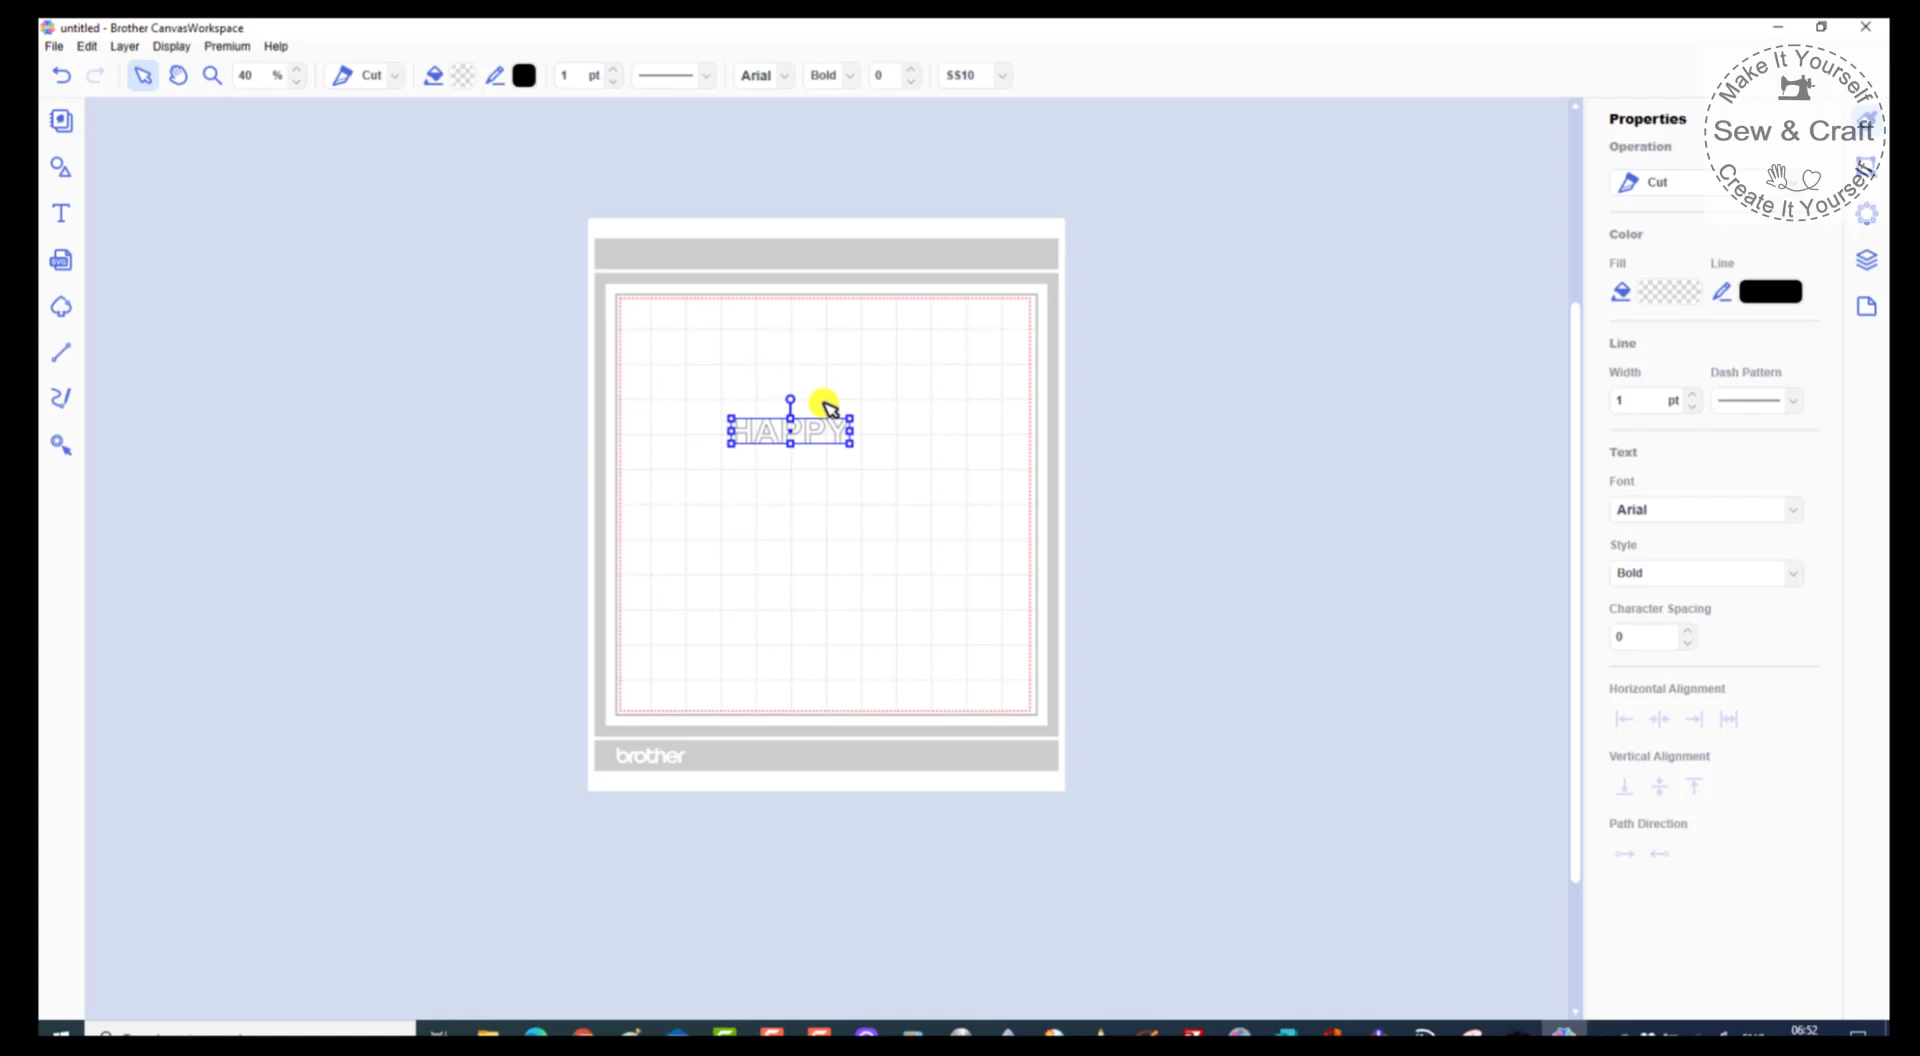 untitled - Brother CanvasWorkspace
File Edit Layer Display Premium Help
40 % Cut 1 pt Arial Bold 0 SS10
Make It Yourself
Sew & Craft
Create It Yourself
Properties
Operation
Cut
Color
Fill Line
Line
Width Dash Pattern
1 pt
Text
Font
Arial
Style
Bold
Character Spacing
0
Horizontal Alignment
Vertical Alignment
Path Direction
T
SVG
HAPPY
brother
06:52